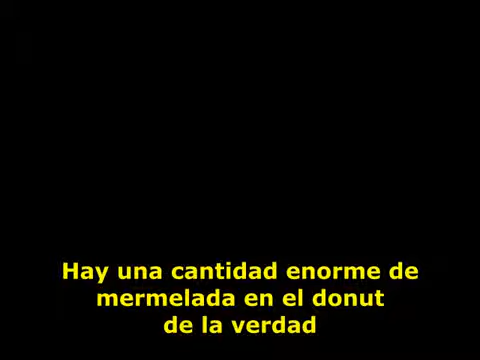 Hay una cantidad enorme de
mermelada en el donut
de la verdad